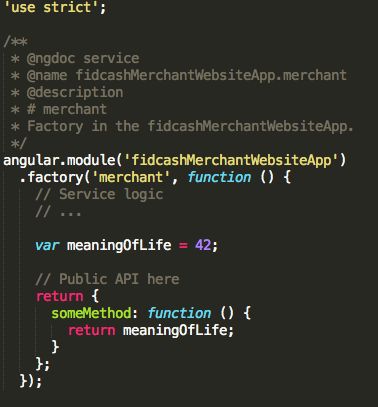 'use strict';

/**
 * @ngdoc service
 * @name fidcashMerchantWebsiteApp.merchant
 * @description
 * # merchant
 * Factory in the fidcashMerchantWebsiteApp.
 */
angular.module('fidcashMerchantWebsiteApp')
  .factory('merchant', function () {
    // Service logic
    // ...

    var meaningOfLife = 42;

    // Public API here
    return {
      someMethod: function () {
        return meaningOfLife;
      }
    };
  });